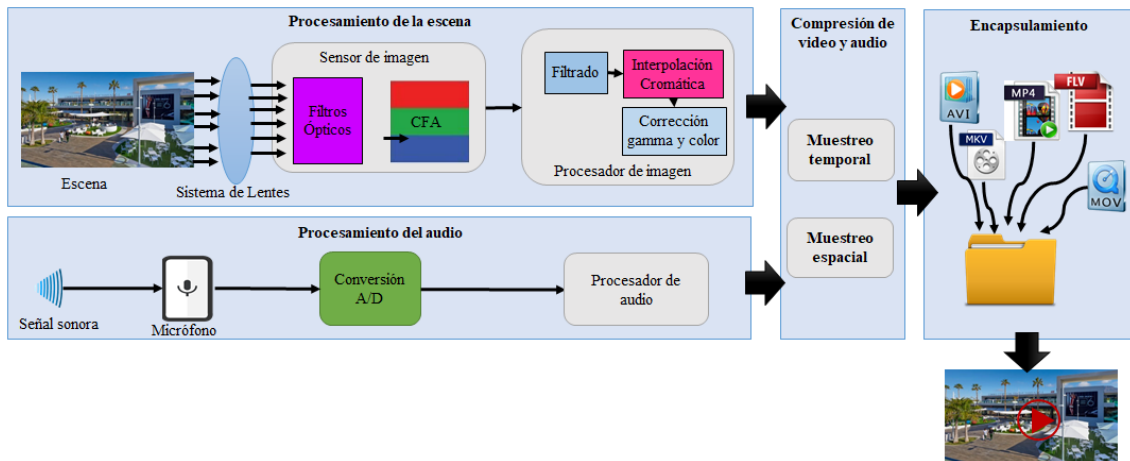 Procesamiento de la escena
Sensor de imagen
Filtros
Ópticos
CFA
Escena
Sistema de Lentes
Filtrado
Interpolación
Cromática
Corrección
gamma y color
Procesador de imagen
Procesamiento del audio
Señal sonora
Micrófono
Conversión
A/D
Procesador de
audio
Compresión de
video y audio
Muestreo
temporal
Muestreo
espacial
Encapsulamiento
AVI
MKV
MP4
FLV
MOV